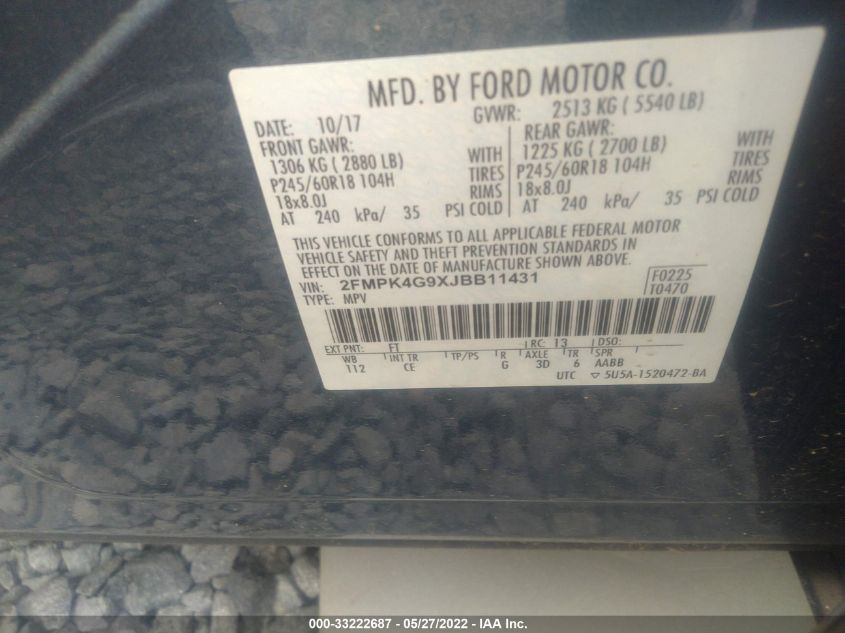 MFD. BY FORD MOTOR CO.
DATE: 10/17 GVWR: 2513 KG ( 5540 LB)
FRONT GAWR: REAR GAWR:
1306 KG ( 2880 LB) WITH 1225 KG ( 2700 LB) WITH
P245/60R18 104H TIRES P245/60R18 104H TIRES
18x8.0J RIMS 18x8.0J RIMS
AT 240 kPa/ 35 PSI COLD AT 240 kPa/ 35 PSI COLD
THIS VEHICLE CONFORMS TO ALL APPLICABLE FEDERAL MOTOR
VEHICLE SAFETY AND THEFT PREVENTION STANDARDS IN
EFFECT ON THE DATE OF MANUFACTURE SHOWN ABOVE.
VIN: 2FMPK4G9XJBB11431 F0225
TYPE: MPV T0470
EXT PNT: FT RC: 13 DSO:
WB INT TR TP/PS R AXLE TR SPR
112 CE G 3D 6 AABB
UTC ▽ 5U5A-1520472-BA
000-33222687 - 05/27/2022 - IAA Inc.